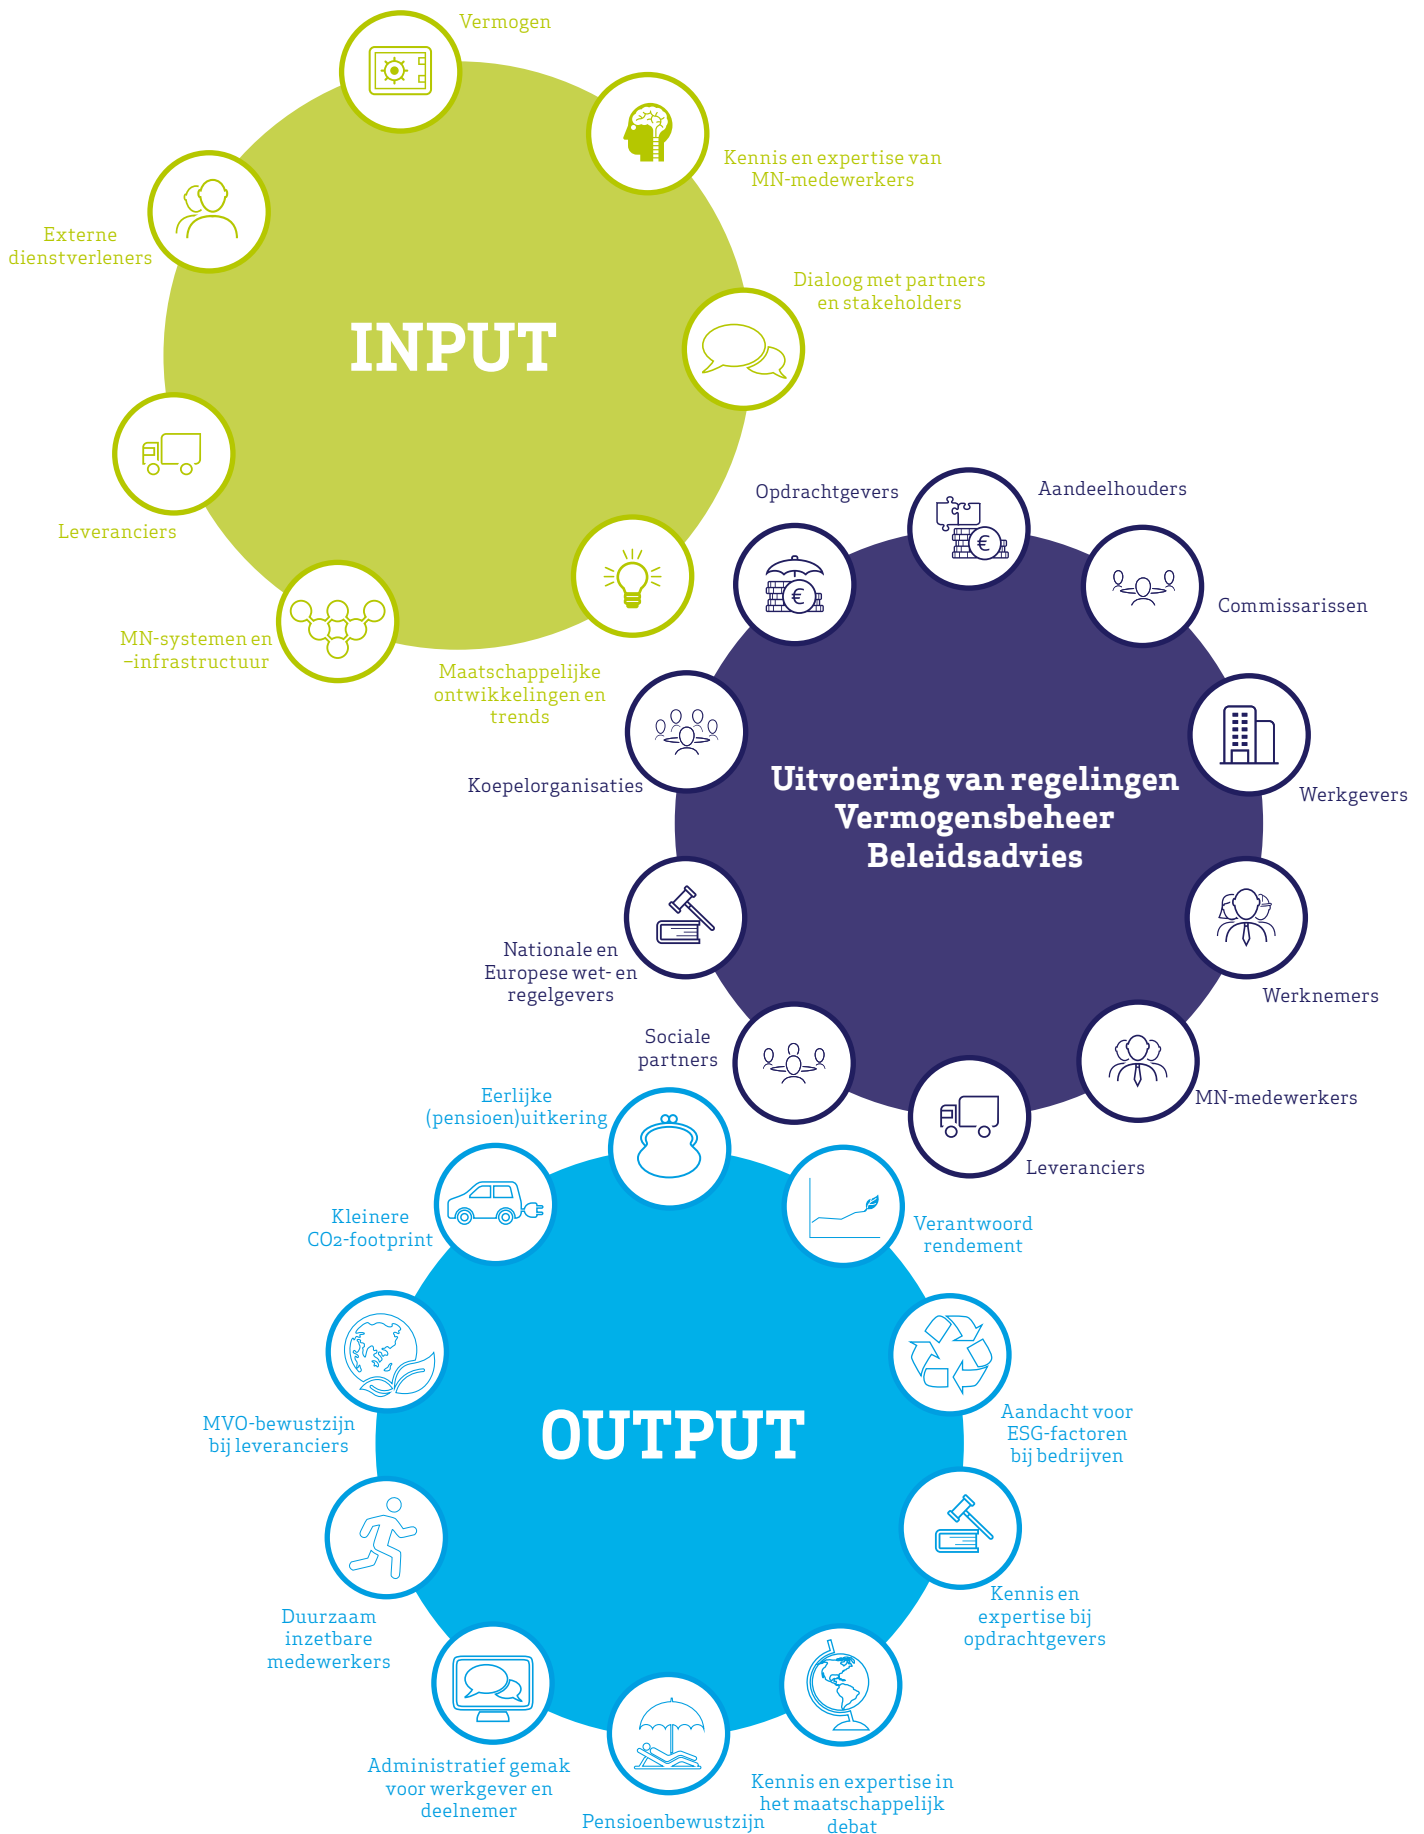 Vermogen
Kennis en expertise van
MN-medewerkers
Externe
dienstverleners
Dialoog met partners
en stakeholders
INPUT
Leveranciers
MN-systemen en
–infrastructuur
Maatschappelijke
ontwikkelingen en
trends
Opdrachtgevers
Aandeelhouders
Commissarissen
Koepelorganisaties
Werkgevers
Uitvoering van regelingen
Vermogensbeheer
Beleidsadvies
Nationale en
Europese wet- en
regelgevers
Werknemers
Sociale
partners
MN-medewerkers
Leveranciers
Eerlijke
(pensioen)uitkering
Kleinere
CO2-footprint
Verantwoord
rendement
MVO-bewustzijn
bij leveranciers
Aandacht voor
ESG-factoren
bij bedrijven
OUTPUT
Duurzaam
inzetbare
medewerkers
Kennis en
expertise bij
opdrachtgevers
Administratief gemak
voor werkgever en
deelnemer
Pensioenbewustzijn
Kennis en expertise in
het maatschappelijk
debat